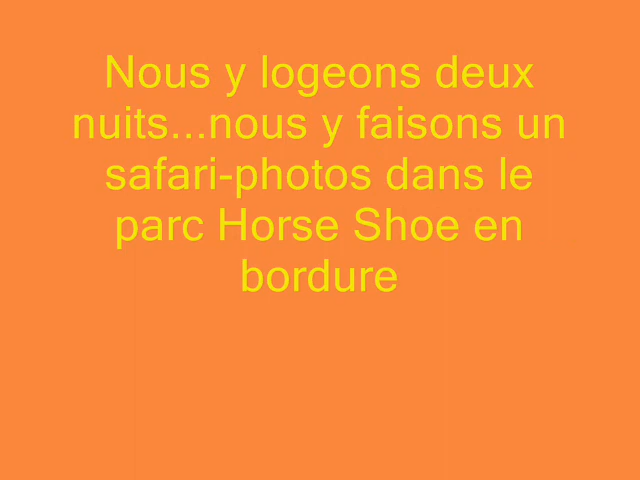 Nous y logeons deux
nuits...nous y faisons un
safari-photos dans le
parc Horse Shoe en
bordure